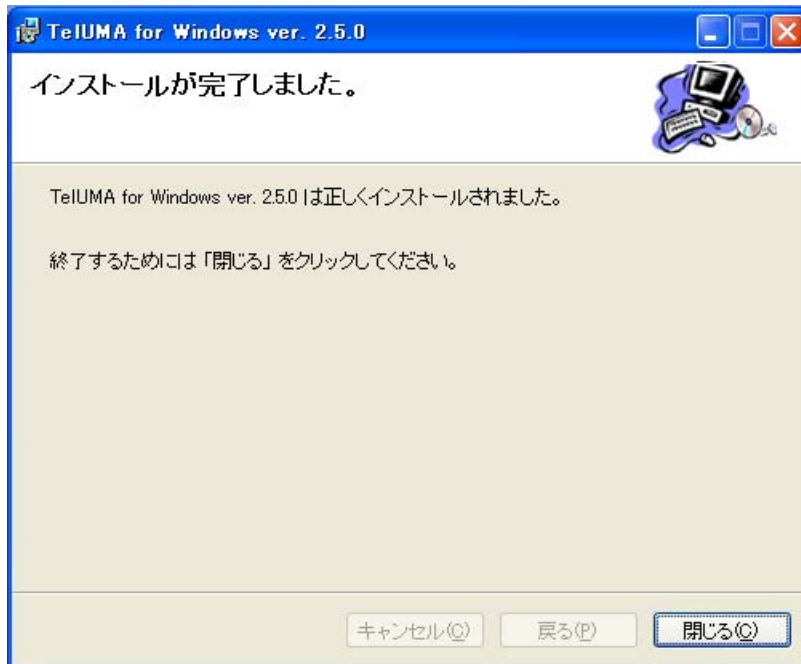 TelUMA for Windows ver. 2.5.0
インストールが完了しました。
TelUMA for Windows ver. 2.5.0 は正しくインストールされました。
終了するためには「閉じる」をクリックしてください。
キャンセル(C) 戻る(P) 閉じる(C)